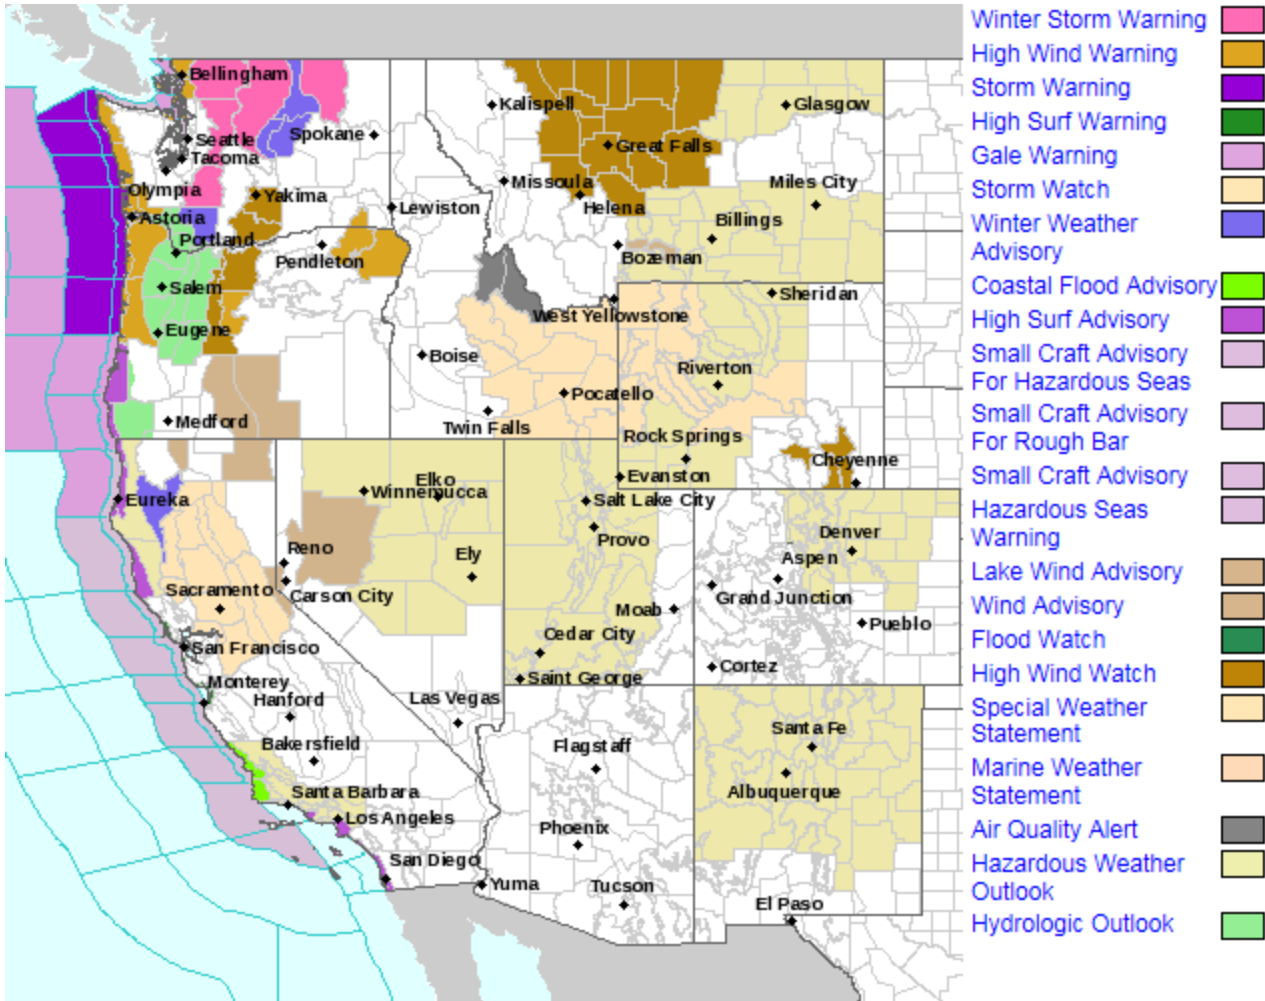 Winter Storm Warning
High Wind Warning
Storm Warning
High Surf Warning
Gale Warning
Storm Watch
Winter Weather
Advisory
Coastal Flood Advisory
High Surf Advisory
Small Craft Advisory
For Hazardous Seas
Small Craft Advisory
For Rough Bar
Small Craft Advisory
Hazardous Seas
Warning
Lake Wind Advisory
Wind Advisory
Flood Watch
High Wind Watch
Special Weather
Statement
Marine Weather
Statement
Air Quality Alert
Hazardous Weather
Outlook
Hydrologic Outlook
Bellingham
Kalispell
Glasgow
Seattle
Spokane
Great Falls
Tacoma
Missoula
Miles City
Olympia
Yakima
Helena
Lewiston
Astoria
Billings
Portland
Pendleton
Bozeman
Salem
Sheridan
West Yellowstone
Eugene
Boise
Riverton
Pocatello
Medford
Twin Falls
Rock Springs
Cheyenne
Elko
Evanston
Winnemucca
Eureka
Salt Lake City
Denver
Provo
Reno
Ely
Aspen
Sacramento
Carson City
Grand Junction
Moab
Pueblo
Cedar City
San Francisco
Cortez
Saint George
Monterey
Hanford
Las Vegas
Santa Fe
Bakersfield
Flagstaff
Santa Barbara
Albuquerque
Los Angeles
Phoenix
San Diego
Yuma
Tucson
El Paso